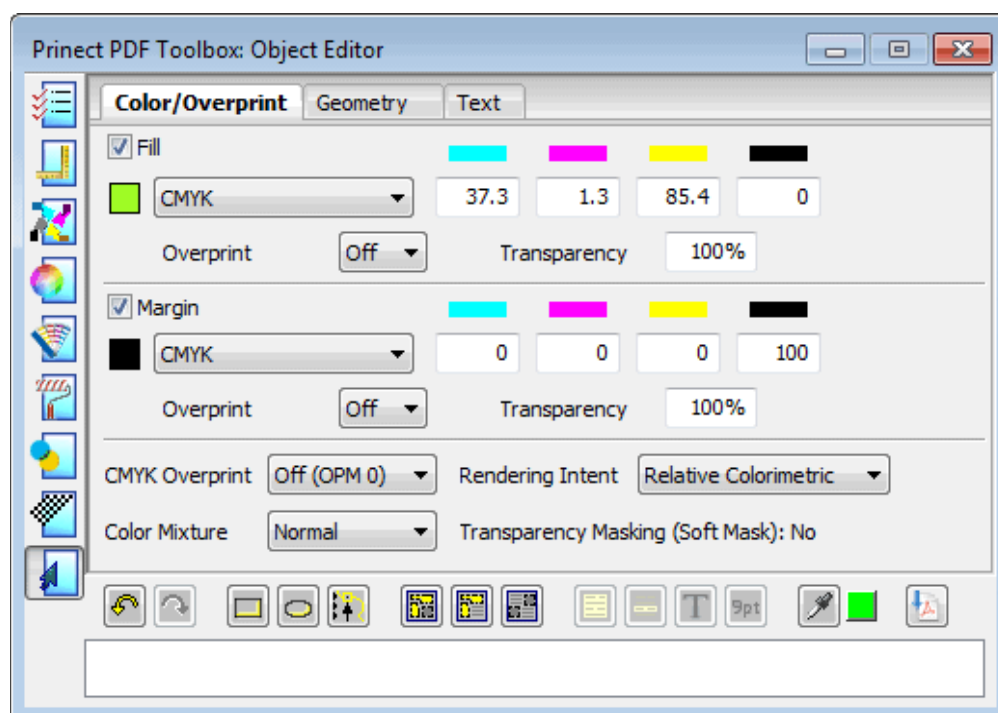 Prinect PDF Toolbox: Object Editor
Color/Overprint Geometry Text
Fill
CMYK 37.3 1.3 85.4 0
Overprint Off Transparency 100%
Margin
CMYK 0 0 0 100
Overprint Off Transparency 100%
CMYK Overprint Off (OPM 0) Rendering Intent Relative Colorimetric
Color Mixture Normal Transparency Masking (Soft Mask): No
T 9pt